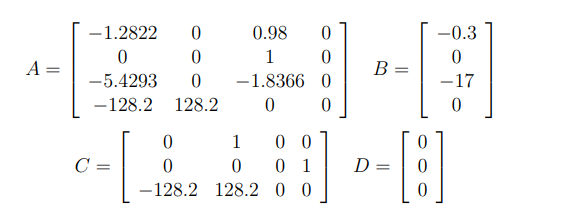 A = [ −1.2822 0 0.98 0 ] B = [ −0.3 ]
0 0 1 0 0
−5.4293 0 −1.8366 0 −17
−128.2 128.2 0 0 0
C = [ 0 1 0 0 ] D = [ 0 ]
0 0 0 1 0
−128.2 128.2 0 0 0